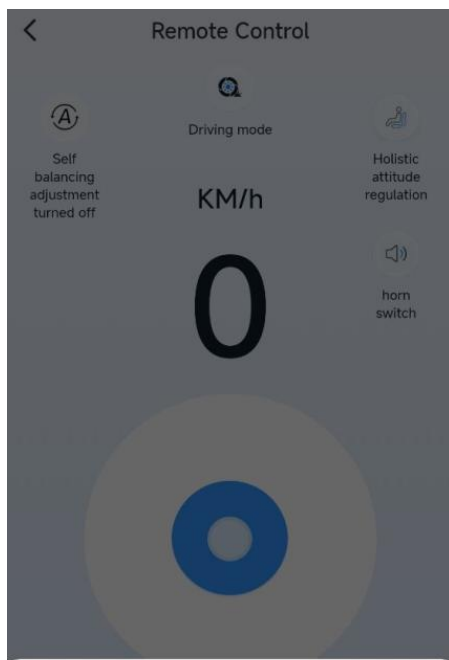 Remote Control
Driving mode
Self
balancing
adjustment
turned off
Holistic
attitude
regulation
KM/h
0
horn
switch